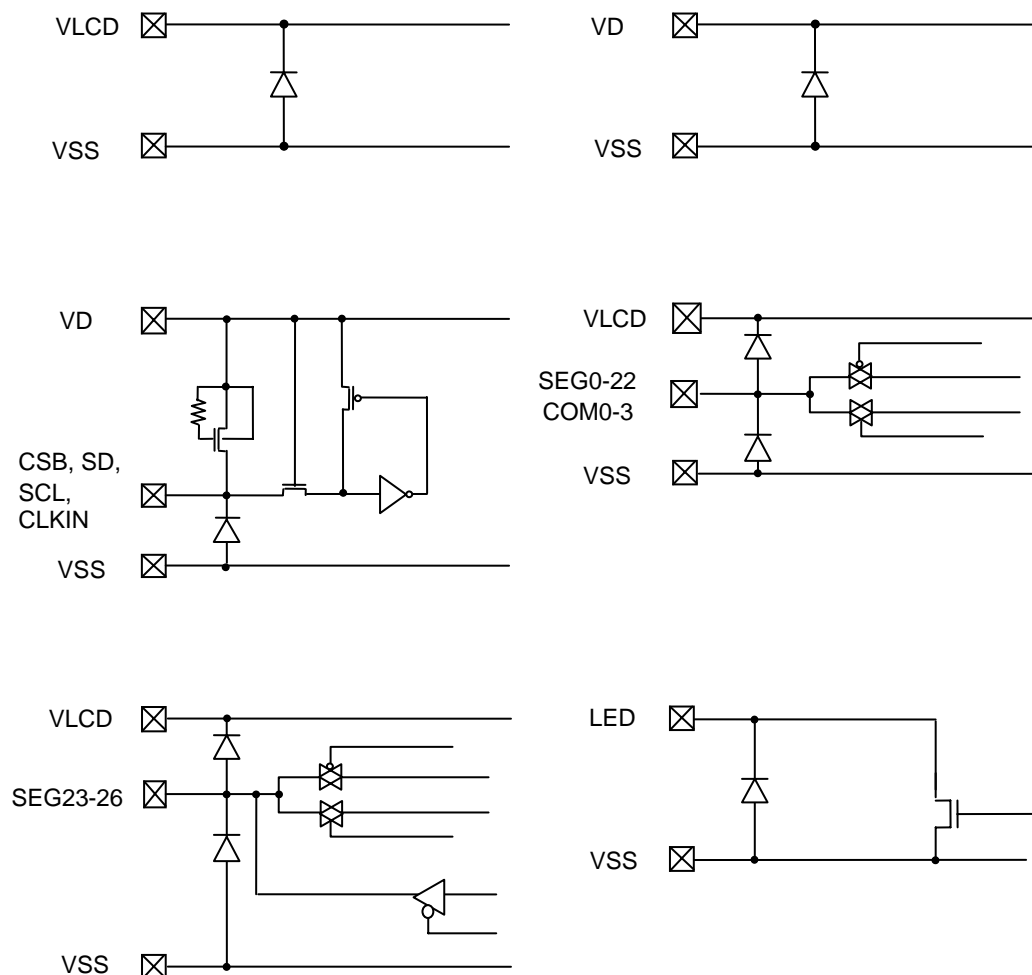 VLCD
VSS
VD
VSS
VD
CSB, SD,
SCL,
CLKIN
VSS
VLCD
SEG0-22
COM0-3
VSS
VLCD
SEG23-26
VSS
LED
VSS